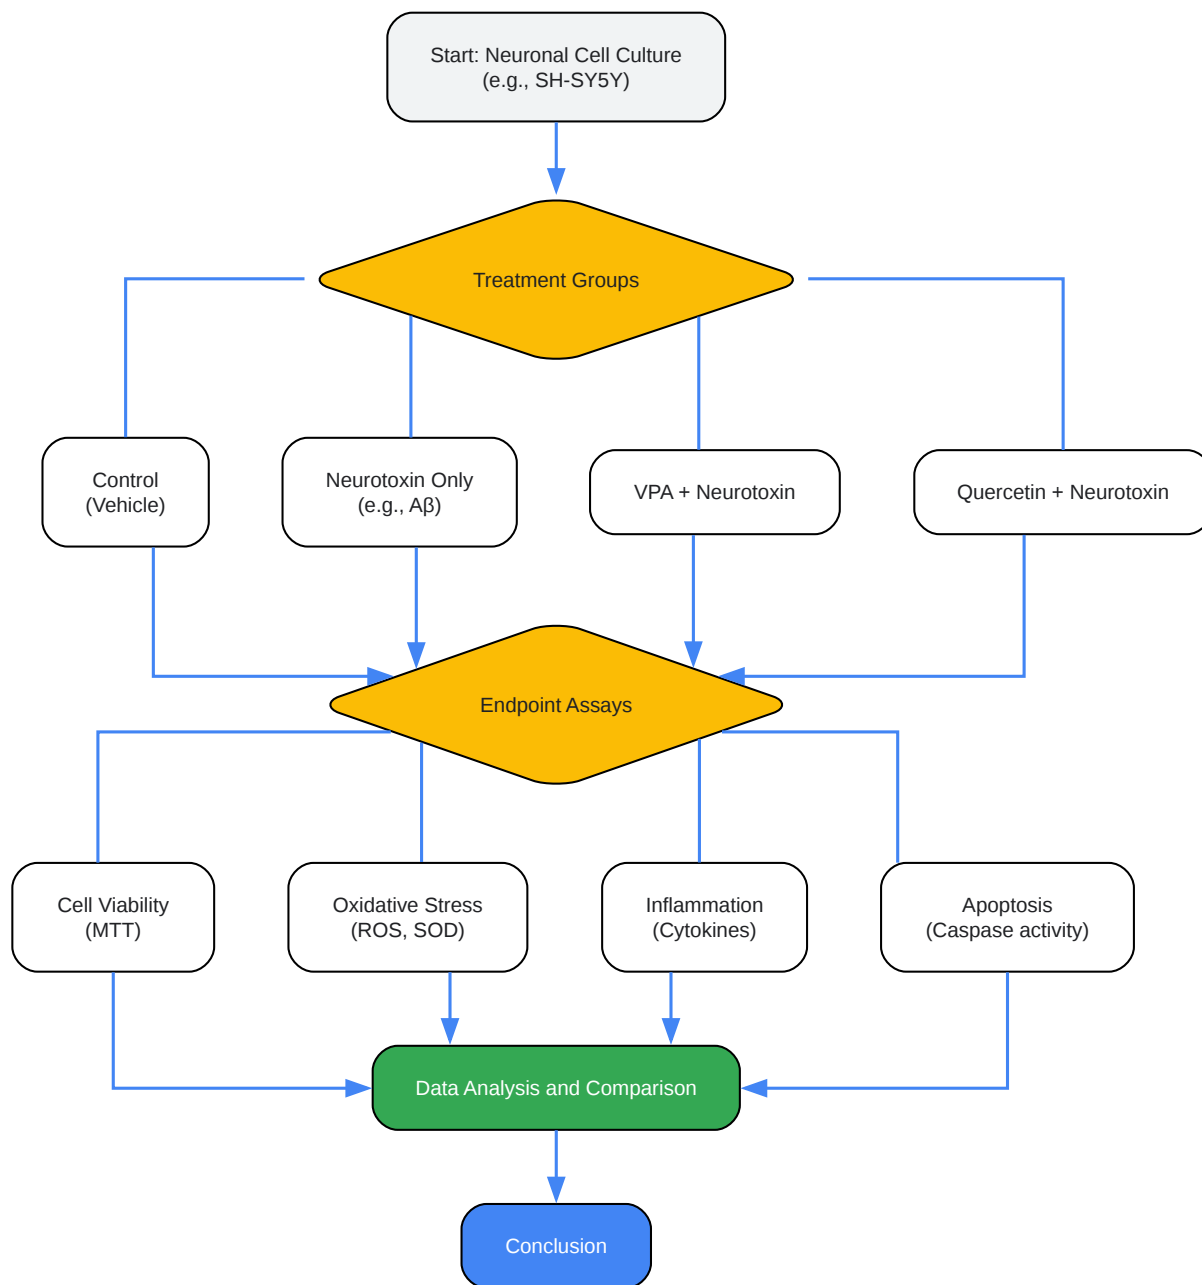 Start: Neuronal Cell Culture
(e.g., SH-SY5Y)
Treatment Groups
Control
(Vehicle)
Neurotoxin Only
(e.g., Aβ)
VPA + Neurotoxin
Quercetin + Neurotoxin
Endpoint Assays
Cell Viability
(MTT)
Oxidative Stress
(ROS, SOD)
Inflammation
(Cytokines)
Apoptosis
(Caspase activity)
Data Analysis and Comparison
Conclusion